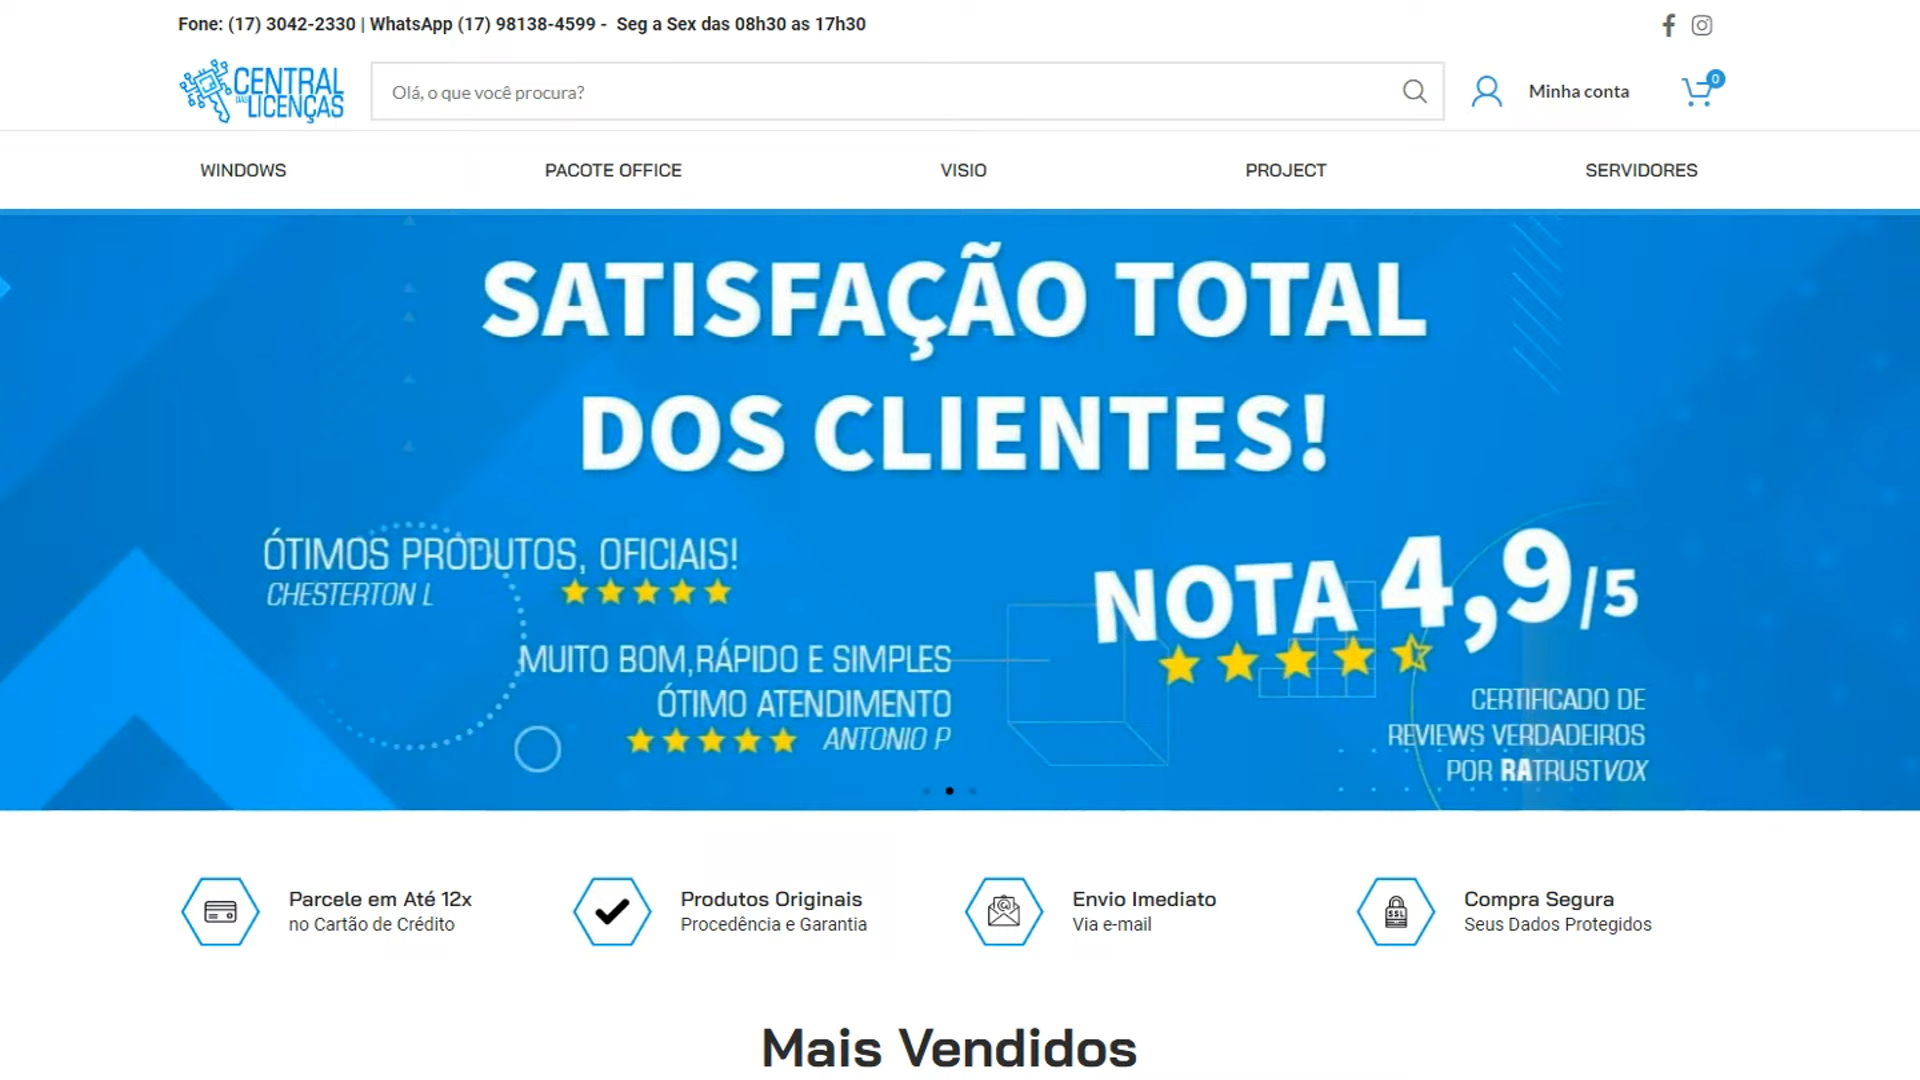 Fone: (17) 3042-2330 | WhatsApp (17) 98138-4599 - Seg a Sex das 08h30 as 17h30
CENTRAL
DAS
LICENÇAS
Olá, o que você procura?
Minha conta
0
WINDOWS
PACOTE OFFICE
VISIO
PROJECT
SERVIDORES
SATISFAÇÃO TOTAL
DOS CLIENTES!
ÓTIMOS PRODUTOS, OFICIAIS!
CHESTERTON L
MUITO BOM,RÁPIDO E SIMPLES
ÓTIMO ATENDIMENTO
ANTONIO P
NOTA 4,9/5
CERTIFICADO DE
REVIEWS VERDADEIROS
POR RATRUSTVOX
Parcele em Até 12x
no Cartão de Crédito
Produtos Originais
Procedência e Garantia
Envio Imediato
Via e-mail
SSL
Compra Segura
Seus Dados Protegidos
Mais Vendidos